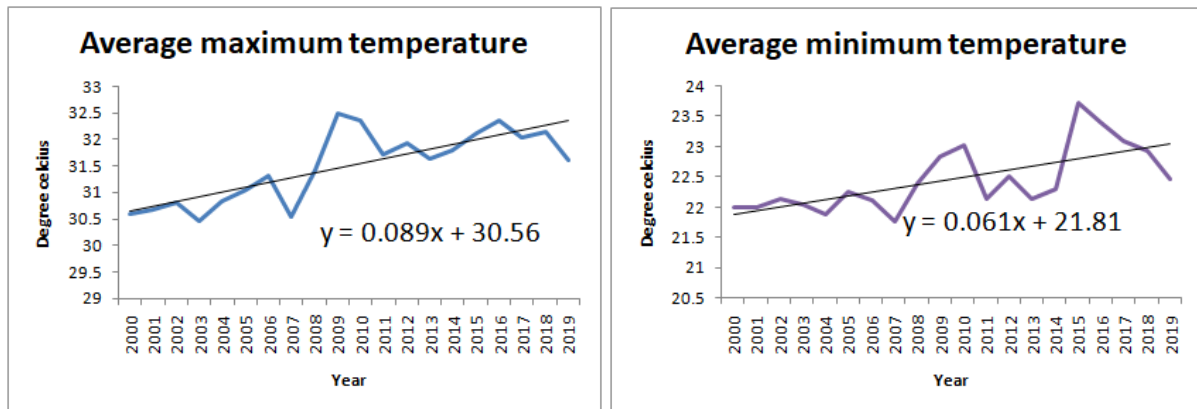 Average maximum temperature
33
32.5
32
31.5
31
30.5
30
29.5
29
Degree celcius
y = 0.089x + 30.56
2000 2001 2002 2003 2004 2005 2006 2007 2008 2009 2010 2011 2012 2013 2014 2015 2016 2017 2018 2019
Year
Average minimum temperature
24
23.5
23
22.5
22
21.5
21
20.5
Degree celcius
y = 0.061x + 21.81
2000 2001 2002 2003 2004 2005 2006 2007 2008 2009 2010 2011 2012 2013 2014 2015 2016 2017 2018 2019
Year